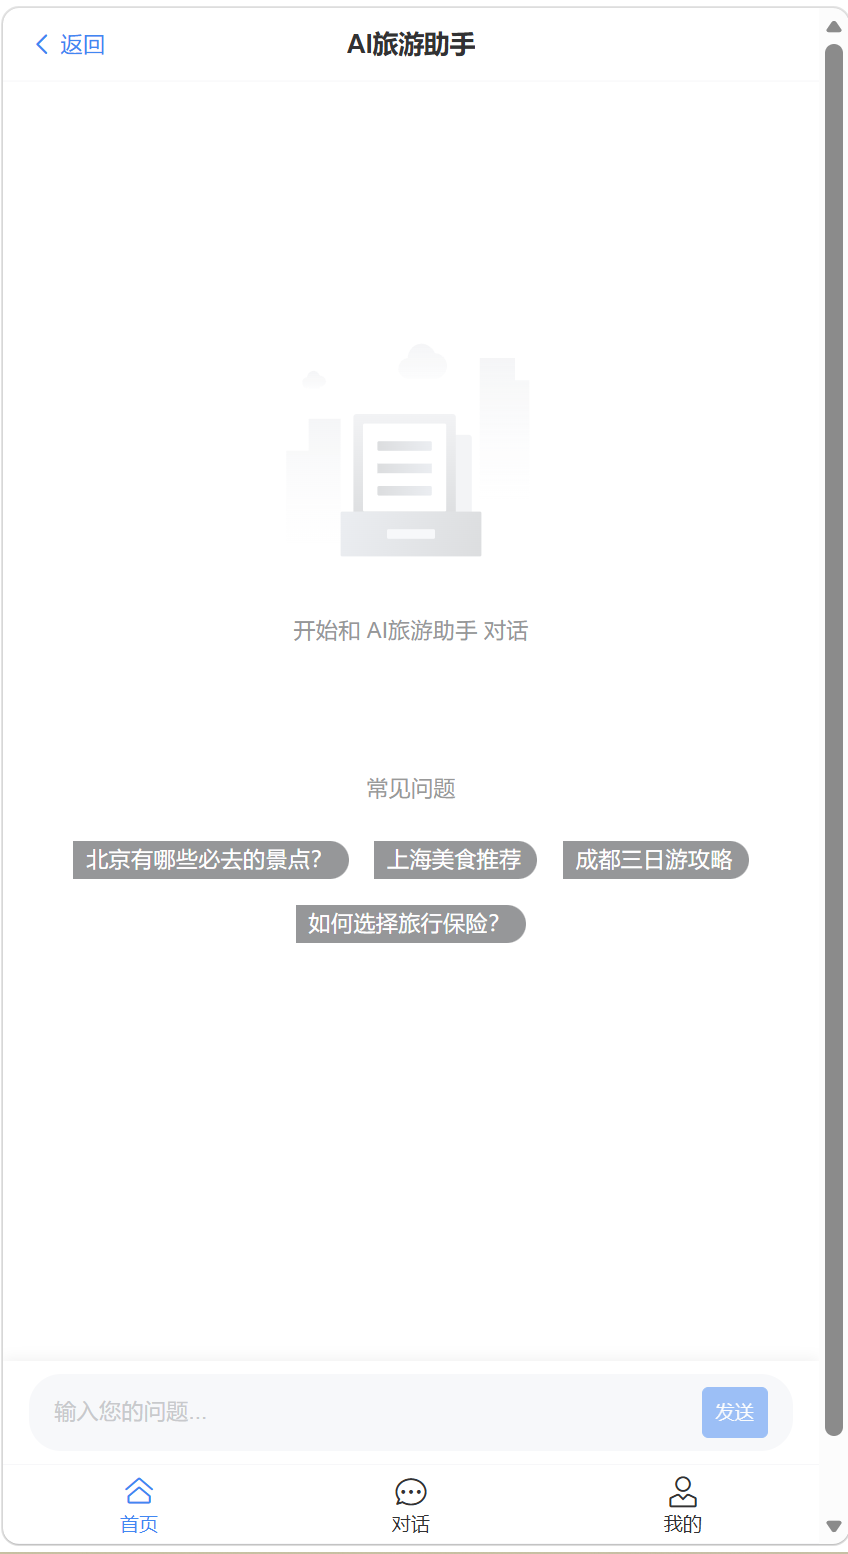 返回
AI旅游助手
开始和 AI旅游助手 对话
常见问题
北京有哪些必去的景点？
上海美食推荐
成都三日游攻略
如何选择旅行保险？
输入您的问题...
发送
首页
对话
我的